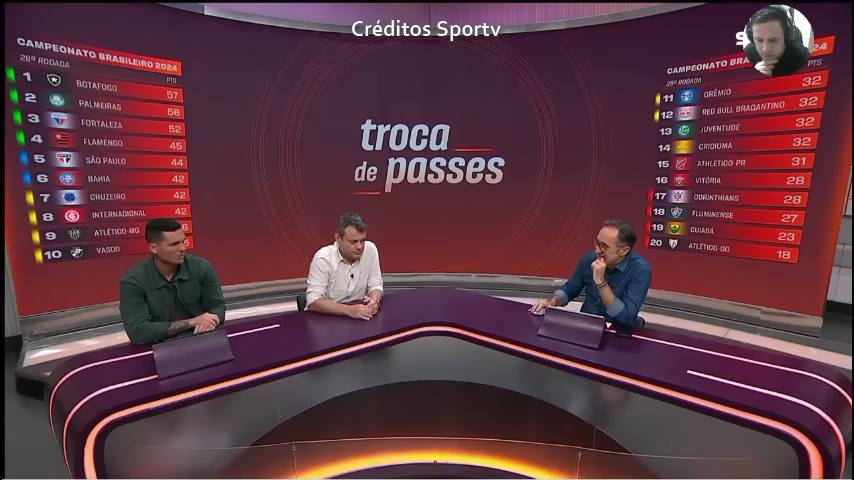 Créditos Sportv
CAMPEONATO BRASILEIRO 2024
28ª RODADA PTS
1 BOTAFOGO 57
2 PALMEIRAS 56
3 FORTALEZA 52
4 FLAMENGO 45
5 SÃO PAULO 44
6 BAHIA 42
7 CRUZEIRO 42
8 INTERNACIONAL 42
9 ATLÉTICO-MG
10 VASCO
troca
de passes
CAMPEONATO 24
28ª RODADA PTS
11 GRÊMIO 32
12 RED BULL BRAGANTINO 32
13 JUVENTUDE 32
14 CRICIÚMA 32
15 ATHLETICO-PR 31
16 VITÓRIA 28
17 CORINTHIANS 28
18 FLUMINENSE 27
19 CUIABÁ 23
20 ATLÉTICO-GO 18